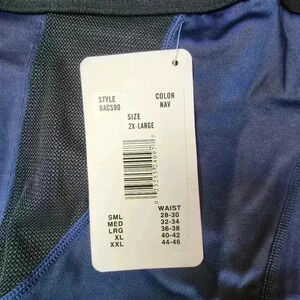 STYLE COLOR
BACS90 NAV
SIZE
2X-LARGE
WAIST
SML 28-30
MED 32-34
LRG 36-38
XL 40-42
XXL 44-46